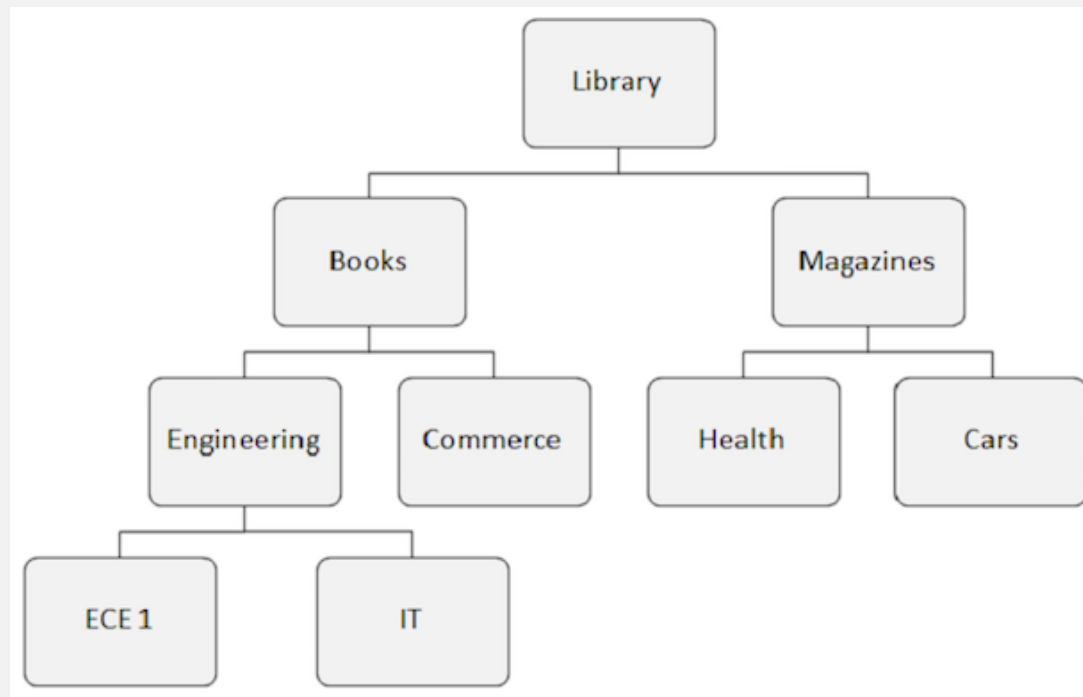 Library
Books
Magazines
Engineering
Commerce
Health
Cars
ECE 1
IT